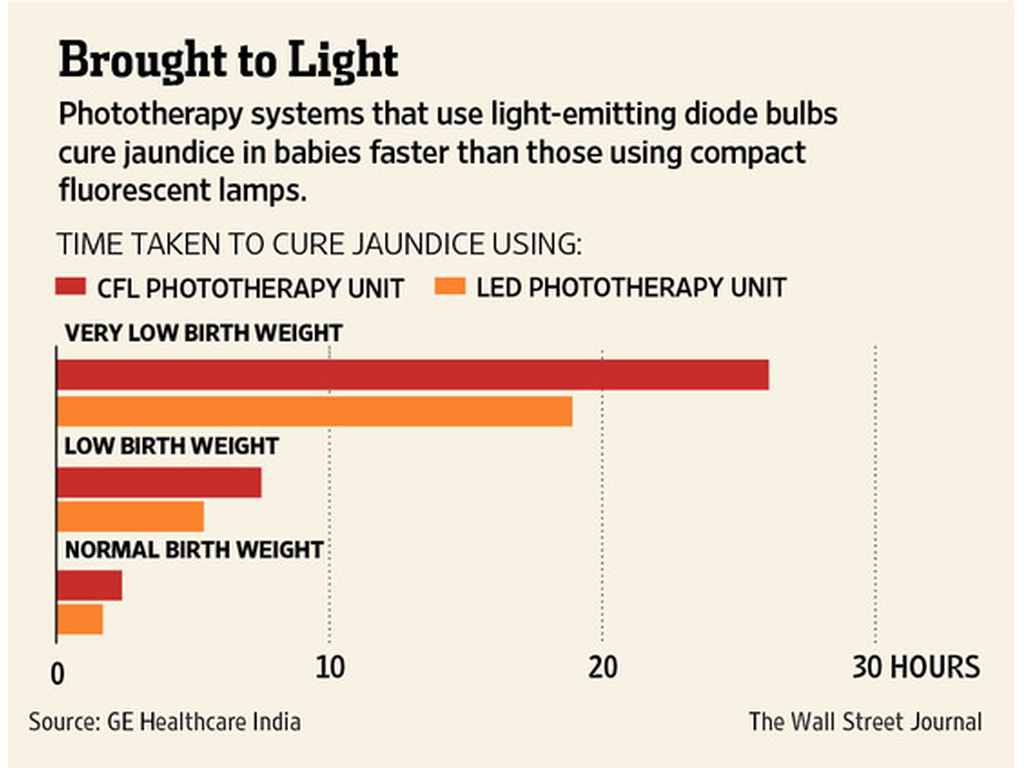 Brought to Light
Phototherapy systems that use light-emitting diode bulbs
cure jaundice in babies faster than those using compact
fluorescent lamps.
TIME TAKEN TO CURE JAUNDICE USING:
CFL PHOTOTHERAPY UNIT LED PHOTOTHERAPY UNIT
VERY LOW BIRTH WEIGHT
LOW BIRTH WEIGHT
NORMAL BIRTH WEIGHT
0 10 20 30 HOURS
Source: GE Healthcare India The Wall Street Journal